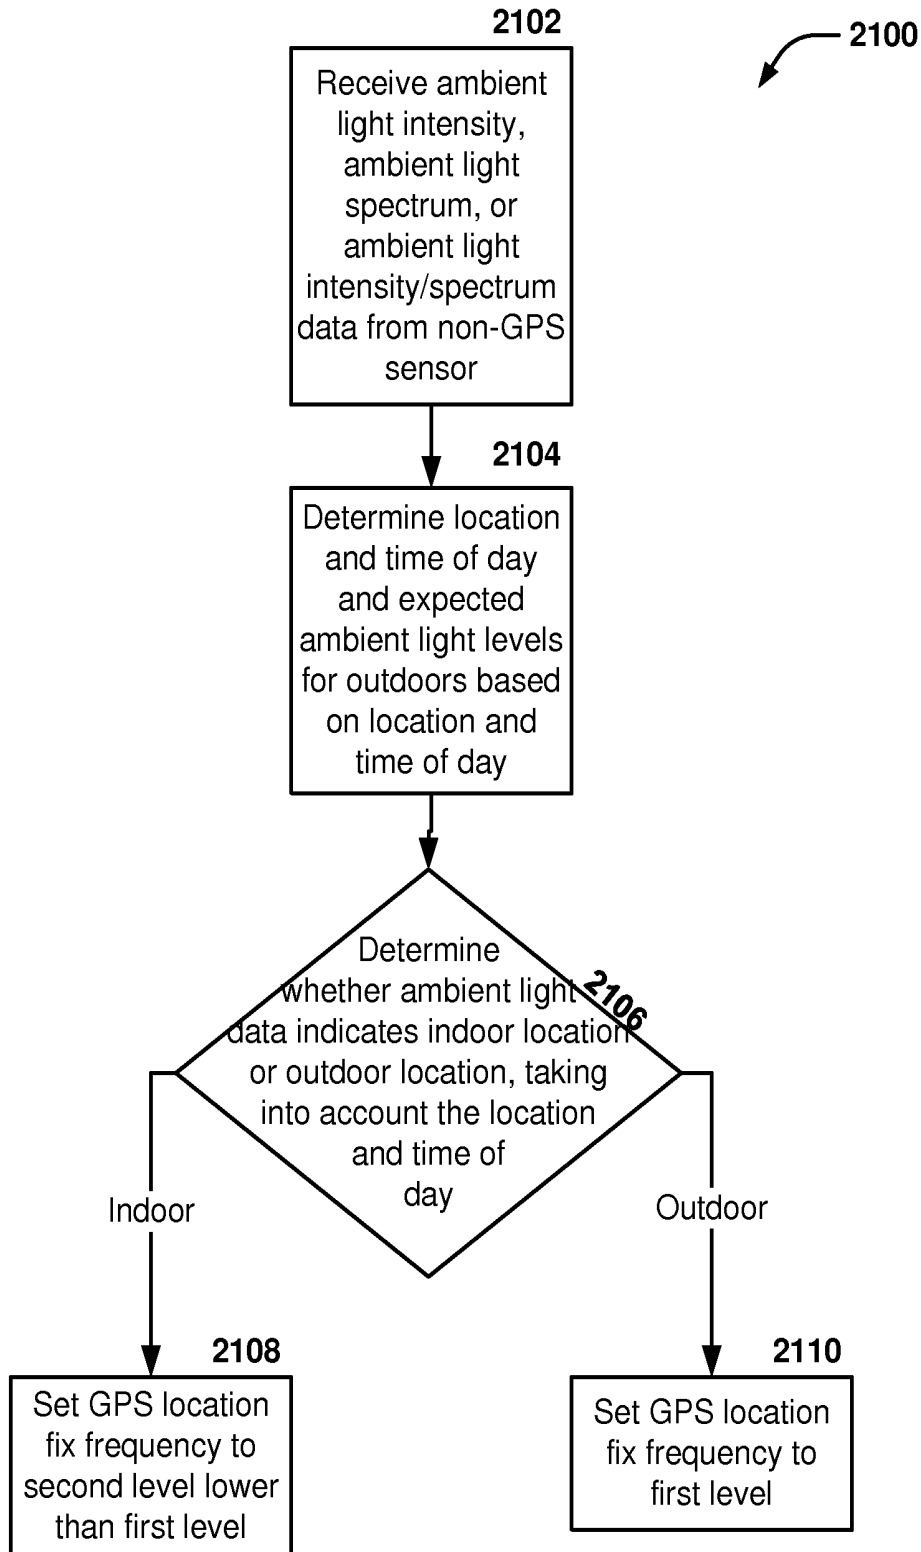 2102
2100
Receive ambient
light intensity,
ambient light
spectrum, or
ambient light
intensity/spectrum
data from non-GPS
sensor
2104
Determine location
and time of day
and expected
ambient light levels
for outdoors based
on location and
time of day
2106
Determine
whether ambient light
data indicates indoor location
or outdoor location, taking
into account the location
and time of
day
Indoor
Outdoor
2108
Set GPS location
fix frequency to
second level lower
than first level
2110
Set GPS location
fix frequency to
first level